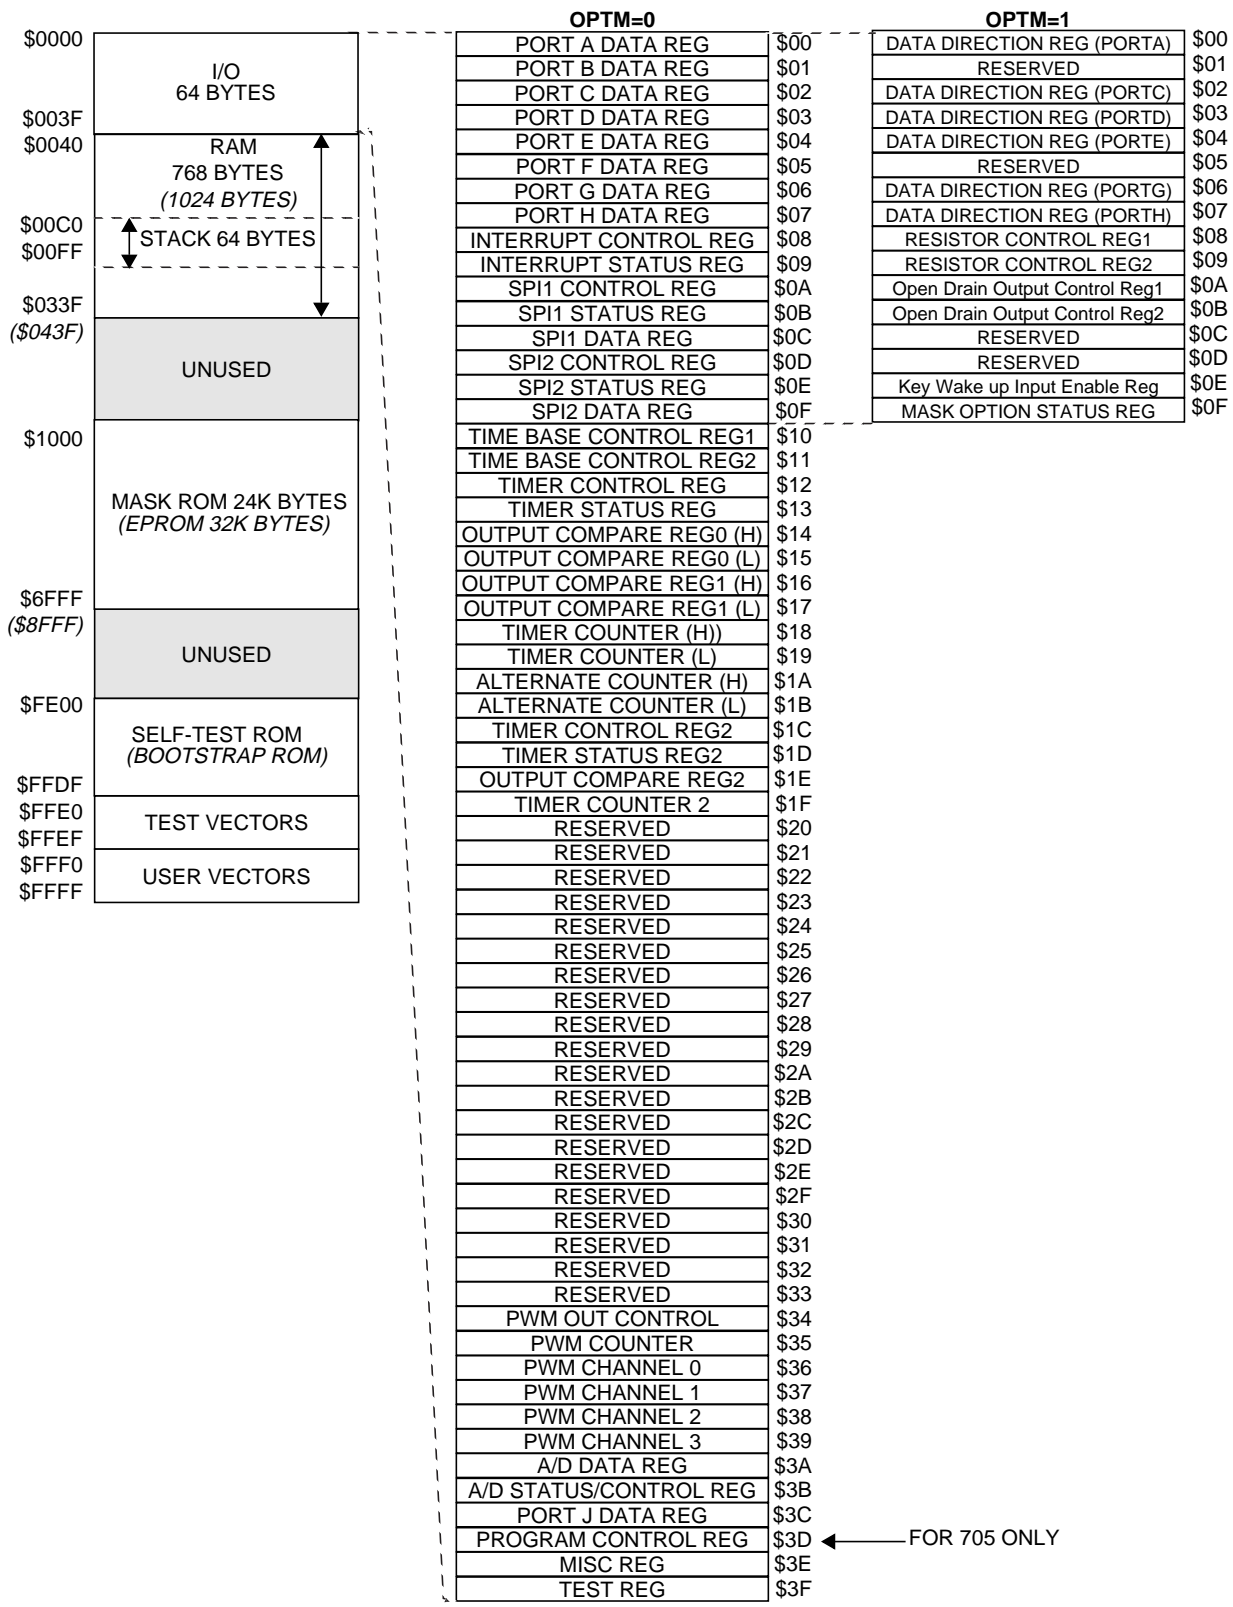 $0000
I/O
64 BYTES
$003F
$0040
RAM
768 BYTES
(1024 BYTES)
$00C0
STACK 64 BYTES
$00FF
$033F
($043F)
UNUSED
$1000
MASK ROM 24K BYTES
(EPROM 32K BYTES)
$6FFF
($8FFF)
UNUSED
$FE00
SELF-TEST ROM
(BOOTSTRAP ROM)
$FFDF
$FFE0
TEST VECTORS
$FFEF
$FFF0
USER VECTORS
$FFFF
OPTM=0
PORT A DATA REG $00
PORT B DATA REG $01
PORT C DATA REG $02
PORT D DATA REG $03
PORT E DATA REG $04
PORT F DATA REG $05
PORT G DATA REG $06
PORT H DATA REG $07
INTERRUPT CONTROL REG $08
INTERRUPT STATUS REG $09
SPI1 CONTROL REG $0A
SPI1 STATUS REG $0B
SPI1 DATA REG $0C
SPI2 CONTROL REG $0D
SPI2 STATUS REG $0E
SPI2 DATA REG $0F
TIME BASE CONTROL REG1 $10
TIME BASE CONTROL REG2 $11
TIMER CONTROL REG $12
TIMER STATUS REG $13
OUTPUT COMPARE REG0 (H) $14
OUTPUT COMPARE REG0 (L) $15
OUTPUT COMPARE REG1 (H) $16
OUTPUT COMPARE REG1 (L) $17
TIMER COUNTER (H)) $18
TIMER COUNTER (L) $19
ALTERNATE COUNTER (H) $1A
ALTERNATE COUNTER (L) $1B
TIMER CONTROL REG2 $1C
TIMER STATUS REG2 $1D
OUTPUT COMPARE REG2 $1E
TIMER COUNTER 2 $1F
RESERVED $20
RESERVED $21
RESERVED $22
RESERVED $23
RESERVED $24
RESERVED $25
RESERVED $26
RESERVED $27
RESERVED $28
RESERVED $29
RESERVED $2A
RESERVED $2B
RESERVED $2C
RESERVED $2D
RESERVED $2E
RESERVED $2F
RESERVED $30
RESERVED $31
RESERVED $32
RESERVED $33
PWM OUT CONTROL $34
PWM COUNTER $35
PWM CHANNEL 0 $36
PWM CHANNEL 1 $37
PWM CHANNEL 2 $38
PWM CHANNEL 3 $39
A/D DATA REG $3A
A/D STATUS/CONTROL REG $3B
PORT J DATA REG $3C
PROGRAM CONTROL REG $3D FOR 705 ONLY
MISC REG $3E
TEST REG $3F
OPTM=1
DATA DIRECTION REG (PORTA) $00
RESERVED $01
DATA DIRECTION REG (PORTC) $02
DATA DIRECTION REG (PORTD) $03
DATA DIRECTION REG (PORTE) $04
RESERVED $05
DATA DIRECTION REG (PORTG) $06
DATA DIRECTION REG (PORTH) $07
RESISTOR CONTROL REG1 $08
RESISTOR CONTROL REG2 $09
Open Drain Output Control Reg1 $0A
Open Drain Output Control Reg2 $0B
RESERVED $0C
RESERVED $0D
Key Wake up Input Enable Reg $0E
MASK OPTION STATUS REG $0F